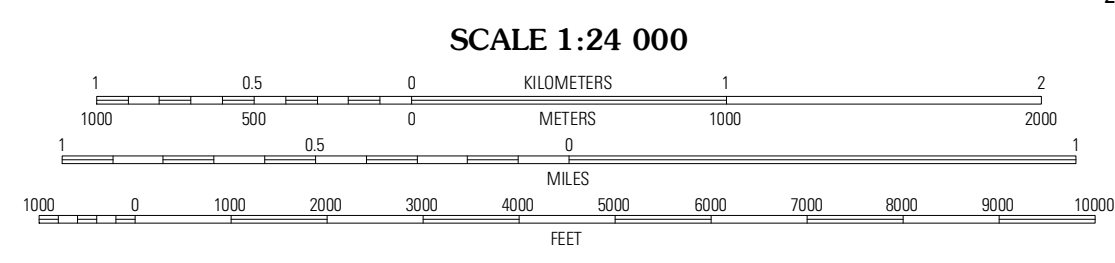 2
SCALE 1:24 000
1 0.5 0 KILOMETERS 1 2
1000 500 0 METERS 1000 2000
1 0.5 0 1
MILES
1000 0 1000 2000 3000 4000 5000 6000 7000 8000 9000 10000
FEET